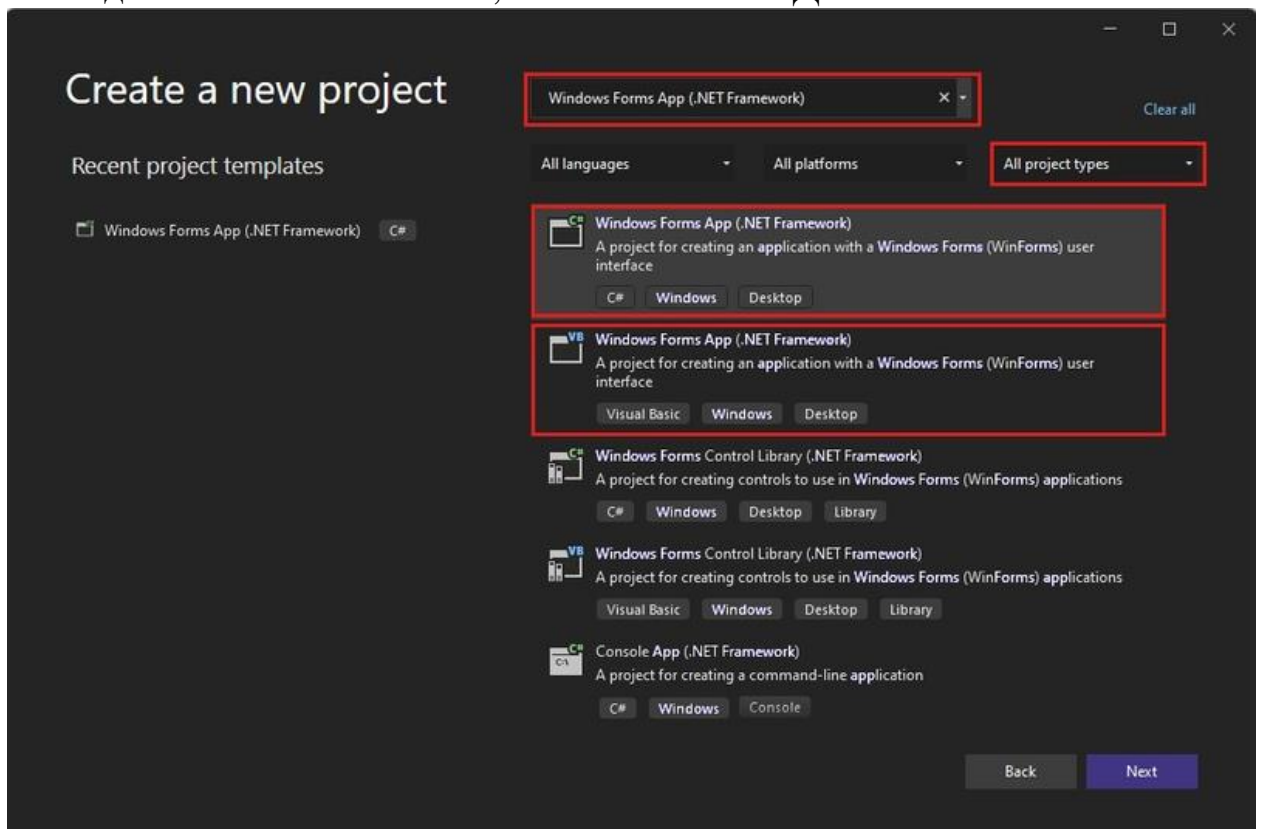 Create a new project
Windows Forms App (.NET Framework)
Clear all
Recent project templates
All languages
All platforms
All project types
Windows Forms App (.NET Framework) C#
Windows Forms App (.NET Framework)
A project for creating an application with a Windows Forms (WinForms) user
interface
C# Windows Desktop
Windows Forms App (.NET Framework)
A project for creating an application with a Windows Forms (WinForms) user
interface
Visual Basic Windows Desktop
Windows Forms Control Library (.NET Framework)
A project for creating controls to use in Windows Forms (WinForms) applications
C# Windows Desktop Library
Windows Forms Control Library (.NET Framework)
A project for creating controls to use in Windows Forms (WinForms) applications
Visual Basic Windows Desktop Library
Console App (.NET Framework)
A project for creating a command-line application
C# Windows Console
Back
Next